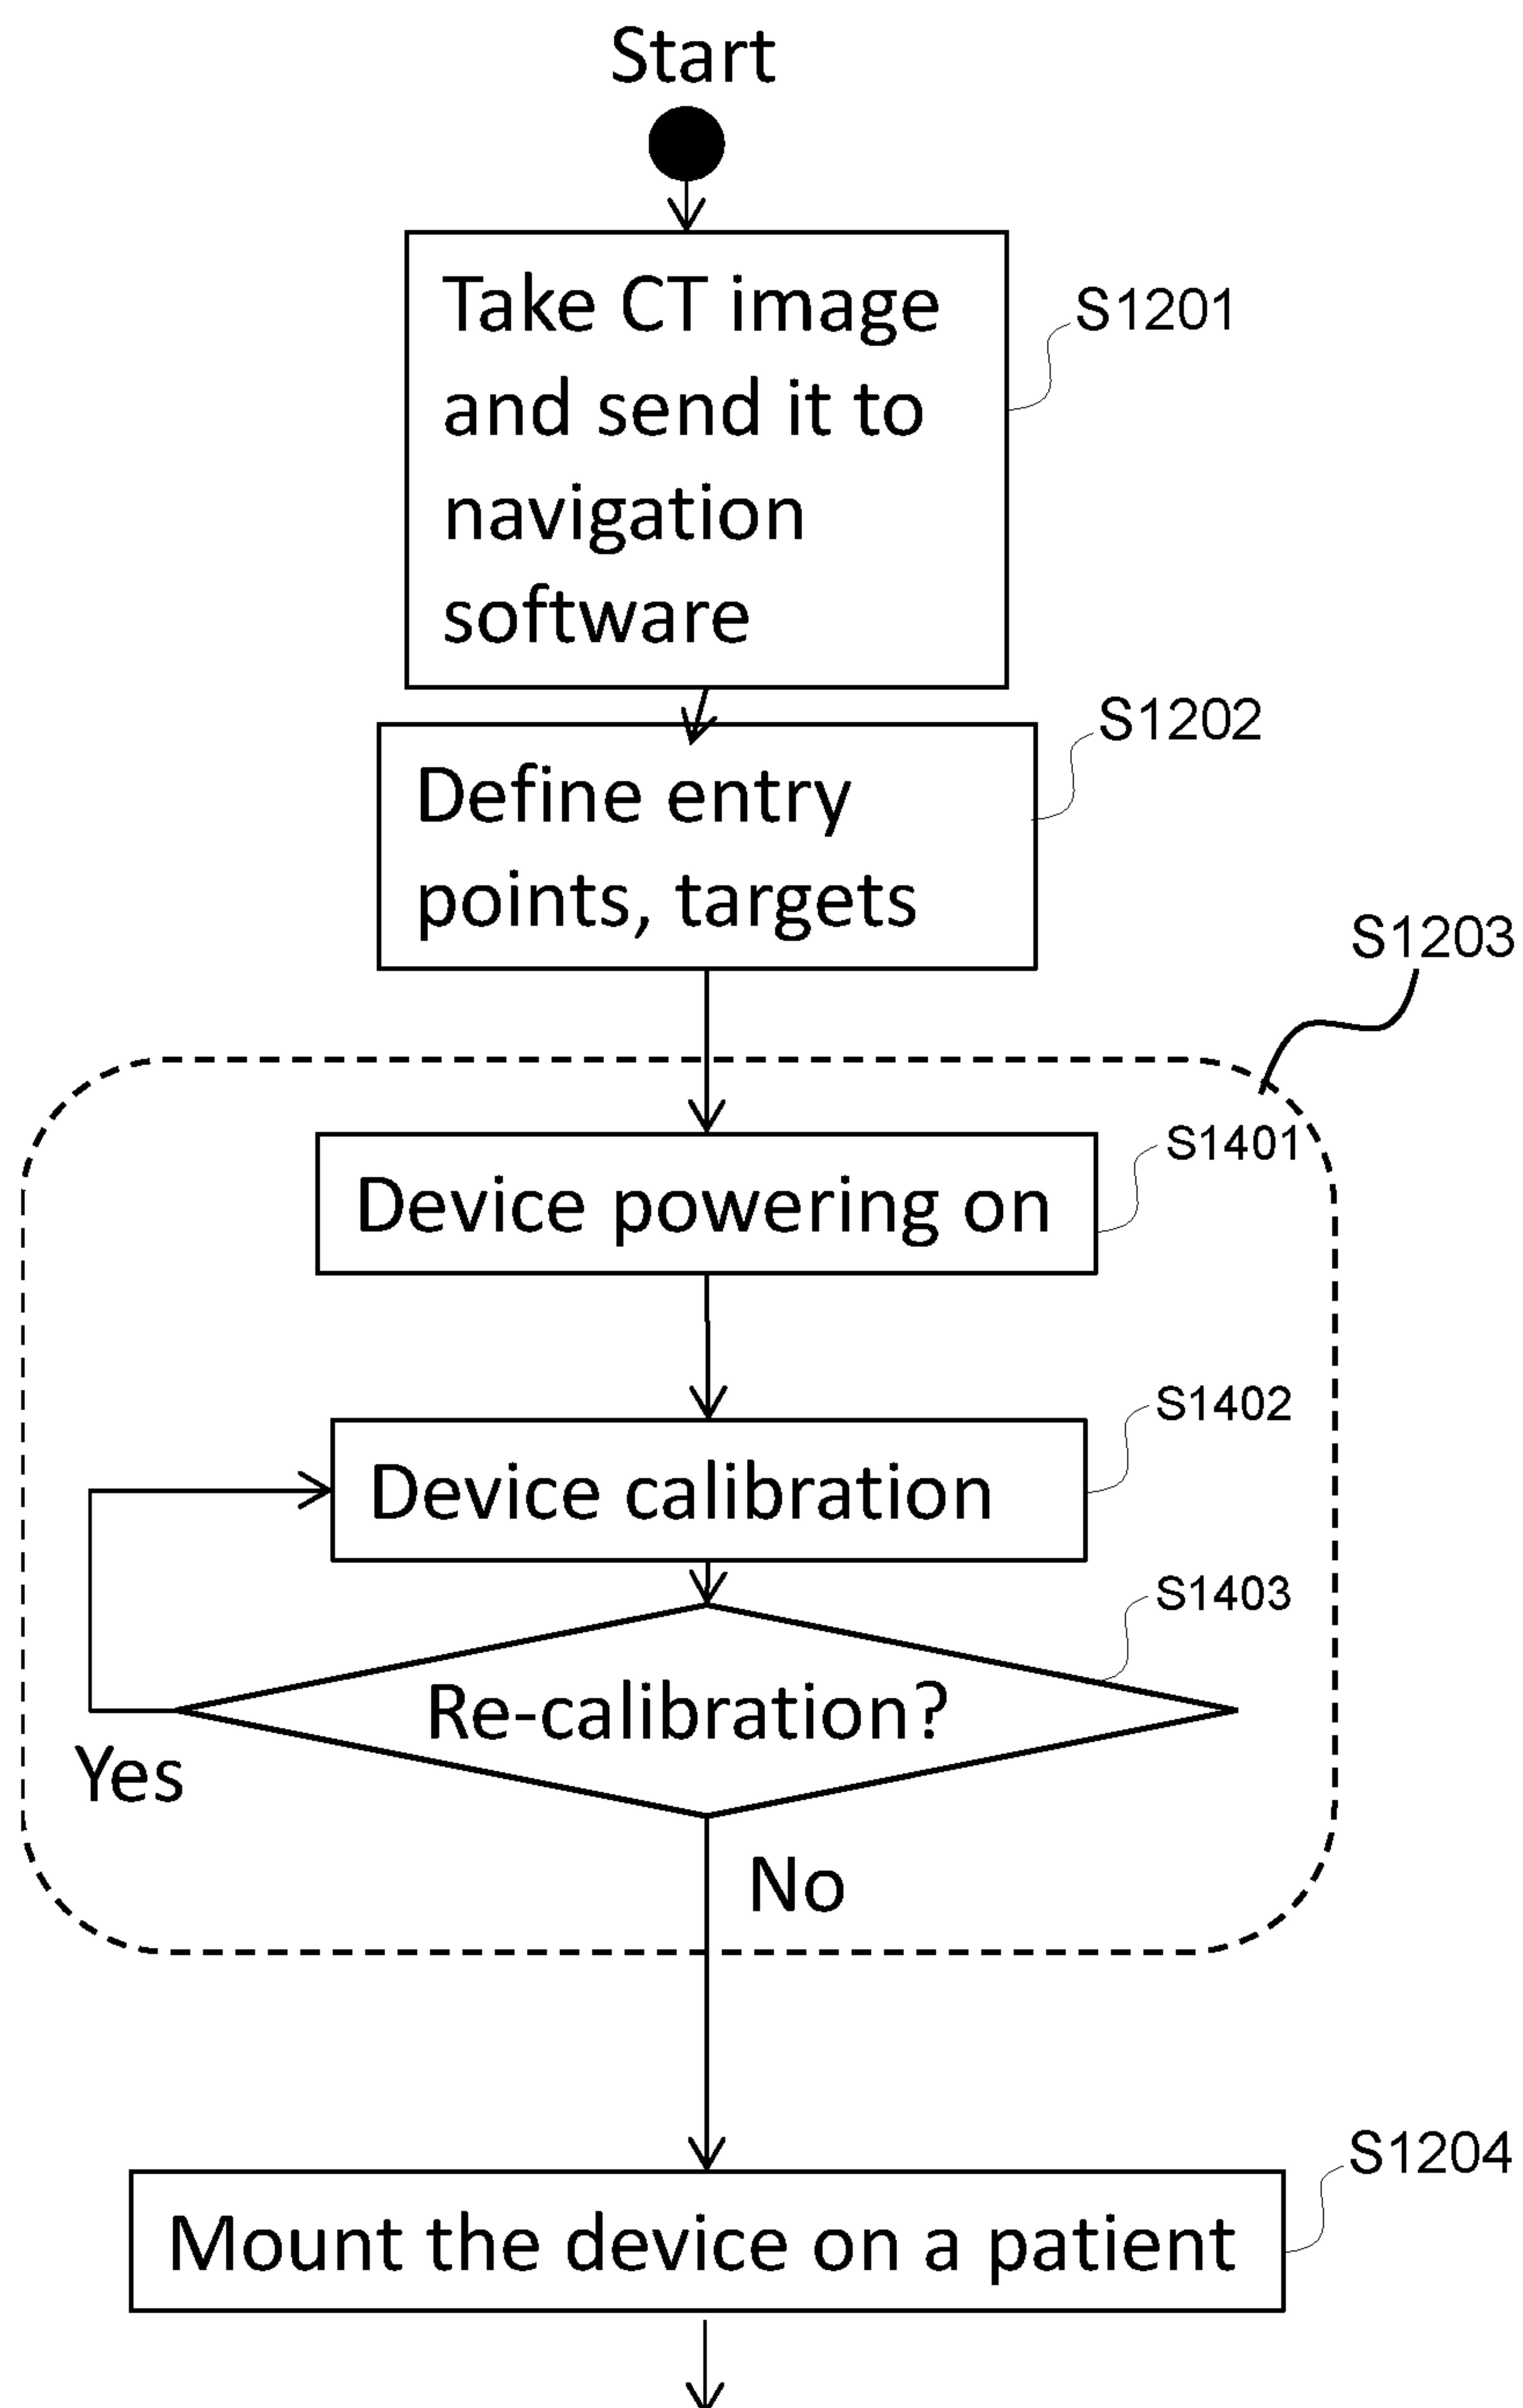 Start
Take CT image
and send it to
navigation
software
S1201
Define entry
points, targets
S1202
S1203
Device powering on
S1401
Device calibration
S1402
Re-calibration?
S1403
Yes
No
Mount the device on a patient
S1204